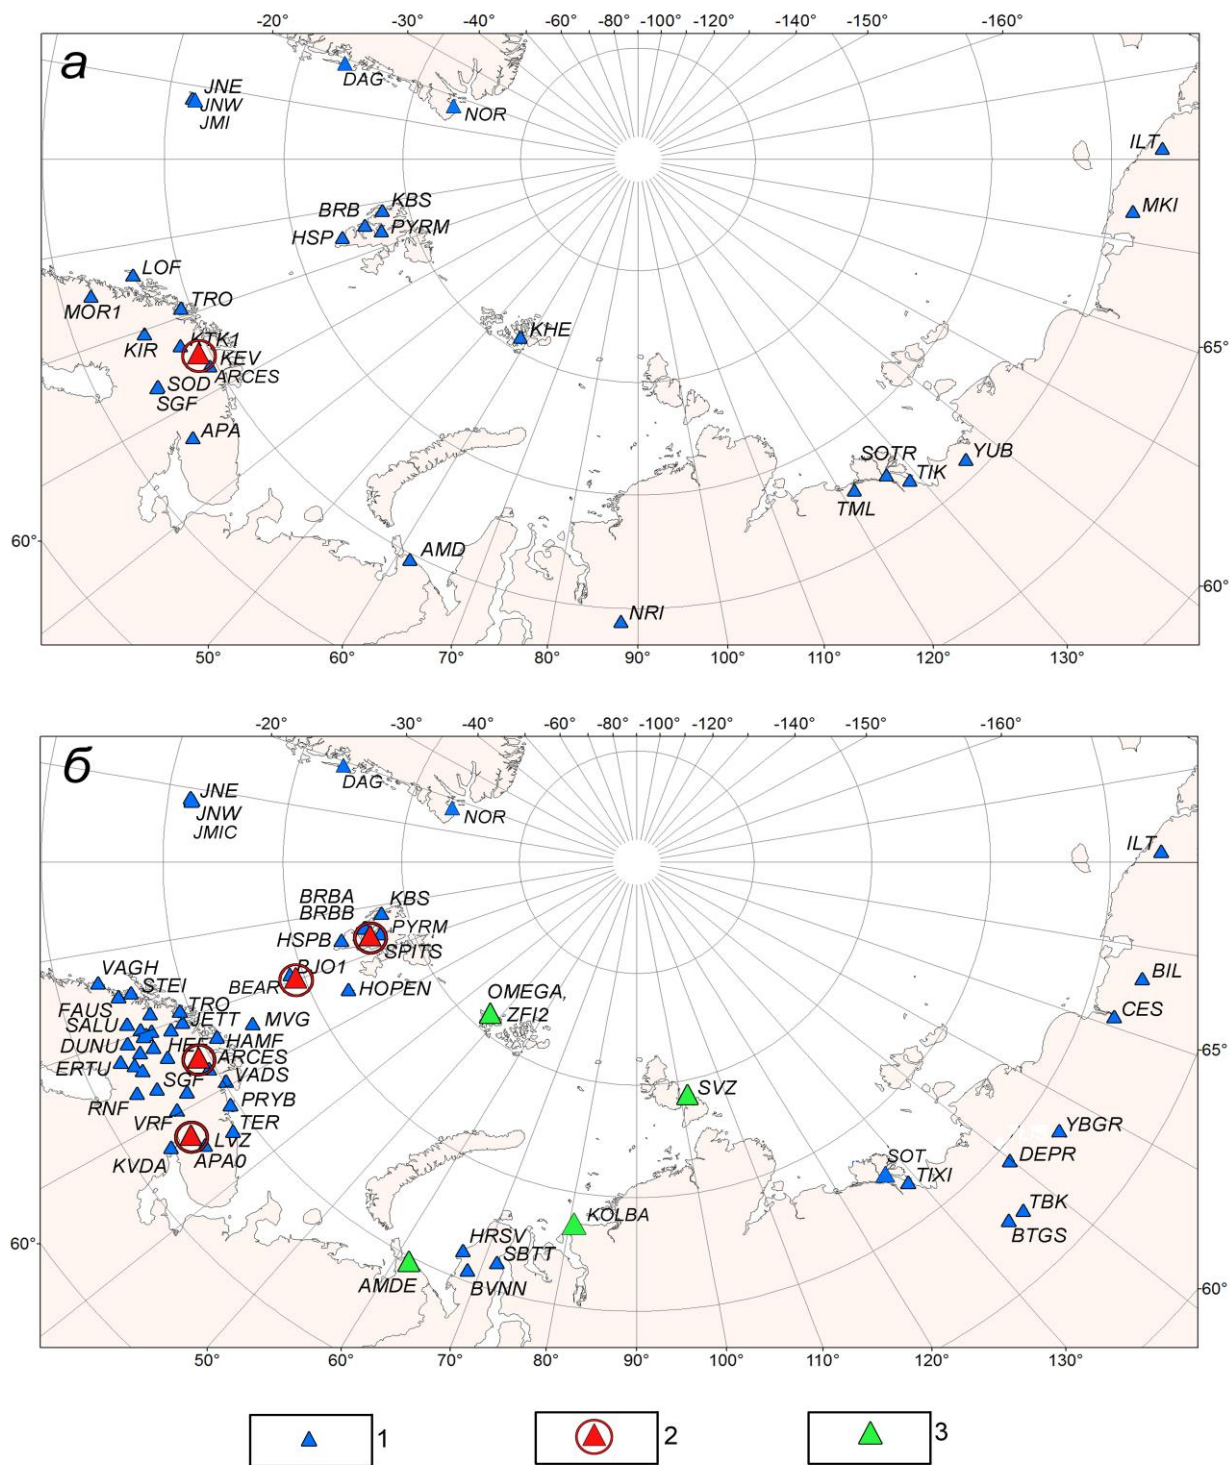 -20° -30° -40° -60° -80° -100° -120° -140° -150° -160°
а
DAG
JNE
JNW
JMI
NOR
ILT
MKI
KBS
BRB
PYRM
HSP
LOF
MOR1
TRO
KHE
KIR
KTK1
KEV
65°
SOD
ARCES
SGF
APA
SOTR
YUB
TIK
TML
60°
AMD
60°
NRI
50° 60° 70° 80° 90° 100° 110° 120° 130°
-20° -30° -40° -60° -80° -100° -120° -140° -150° -160°
б
DAG
JNE
JNW
JMIC
NOR
ILT
BRBA
KBS
BRBB
PYRM
HSPB
SPITS
BJO1
BEAR
HOPEN
BIL
VAGH
STEI
OMEGA,
ZFI2
CES
FAUS
TRO
SALU
JETT
MVG
DUNU
HEF
HAMF
65°
ARCES
ERTU
SGF
VADS
SVZ
RNF
PRYB
VRF
TER
YBGR
LVZ
KVDA
APA0
SOT
DEPR
TIXI
TBK
KOLBA
BTGS
60°
HRSV
SBTT
AMDE
BVNN
60°
50° 60° 70° 80° 90° 100° 110° 120° 130°
1 2 3